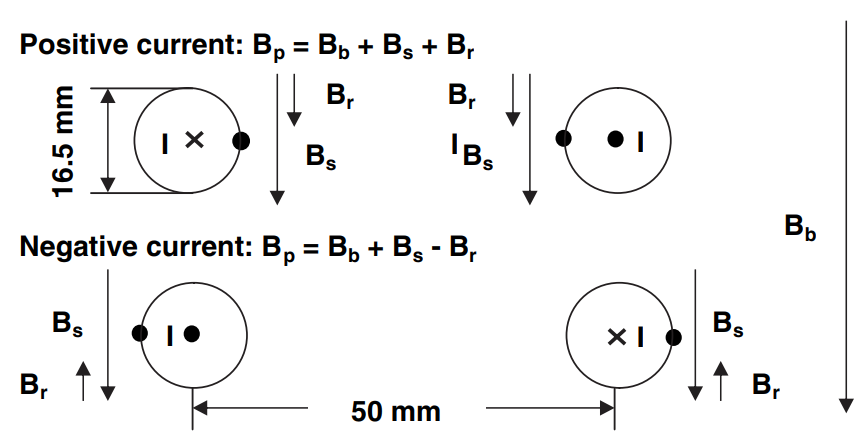 Positive current: Bp = Bb + Bs + Br
16.5 mm
I
Br
Bs
Br
I Bs
I
Bb
Negative current: Bp = Bb + Bs - Br
Bs
I
Br
I
Bs
Br
50 mm